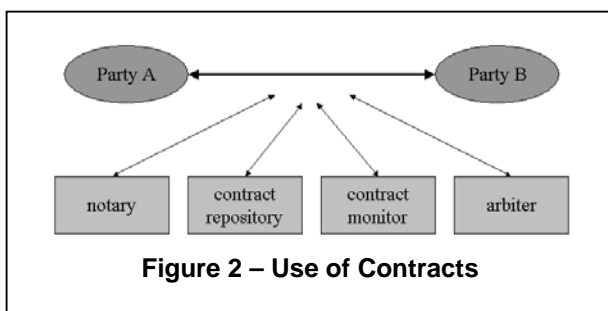 Party A
Party B
notary
contract
repository
contract
monitor
arbiter
Figure 2 – Use of Contracts